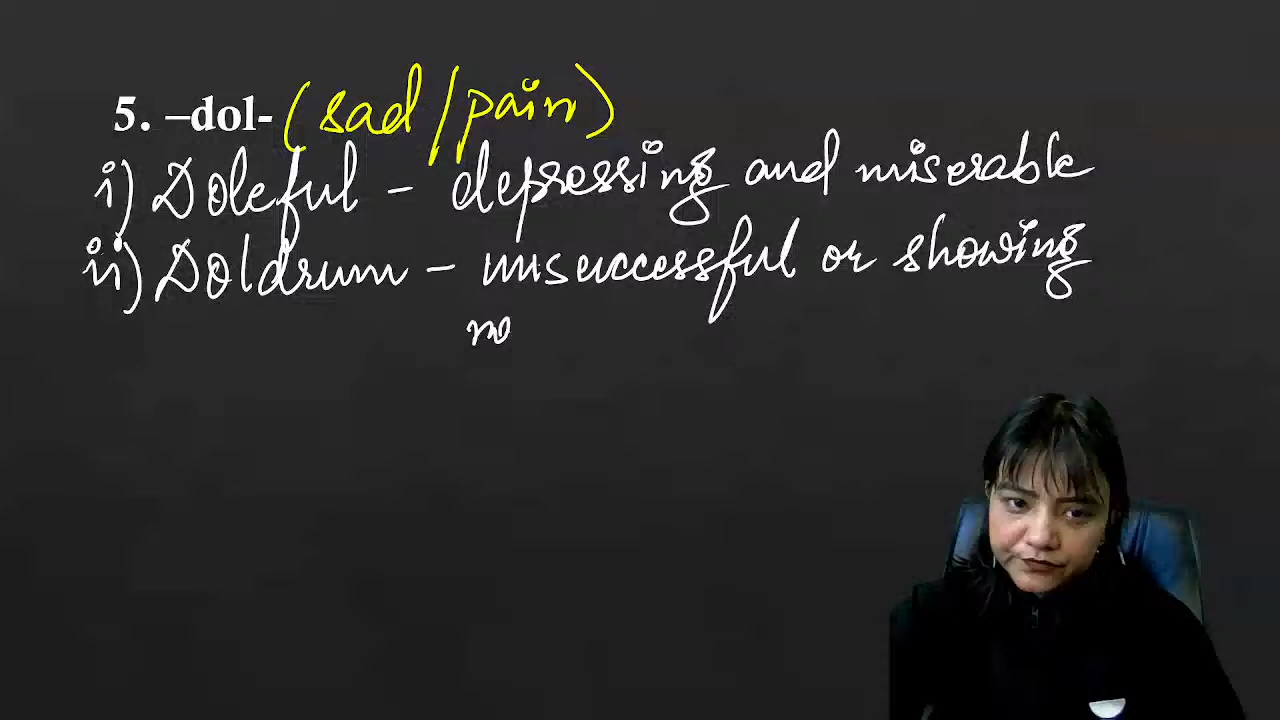 5. –dol- (sad/pain)
i) Doleful - depressing and miserable
ii) Doldrum - unsuccessful or showing
no